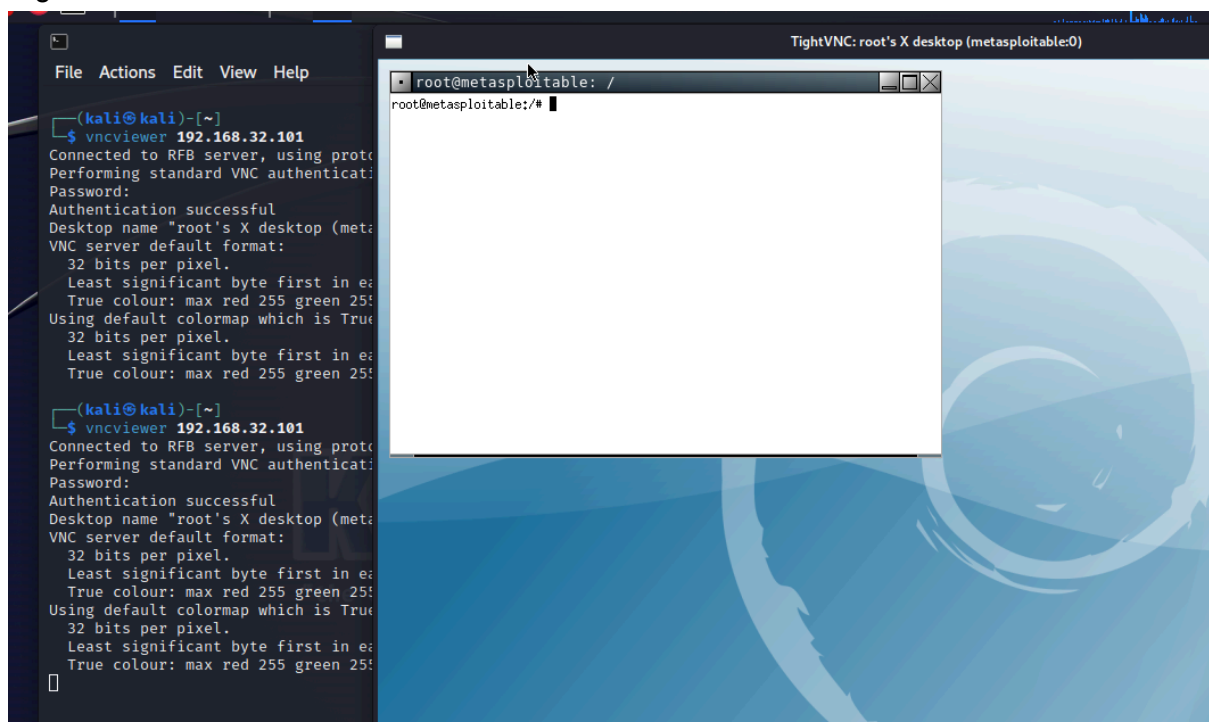 TightVNC: root's X desktop (metasploitable:0)
File Actions Edit View Help
(kali㉿kali)-[~]
$ vncviewer 192.168.32.101
Connected to RFB server, using proto
Performing standard VNC authenticati
Password:
Authentication successful
Desktop name "root's X desktop (meta
VNC server default format:
32 bits per pixel.
Least significant byte first in ea
True colour: max red 255 green 255
Using default colormap which is True
32 bits per pixel.
Least significant byte first in ea
True colour: max red 255 green 255
(kali㉿kali)-[~]
$ vncviewer 192.168.32.101
Connected to RFB server, using proto
Performing standard VNC authenticati
Password:
Authentication successful
Desktop name "root's X desktop (meta
VNC server default format:
32 bits per pixel.
Least significant byte first in ea
True colour: max red 255 green 255
Using default colormap which is True
32 bits per pixel.
Least significant byte first in ea
True colour: max red 255 green 255
root@metasploitable: /
root@metasploitable:/#